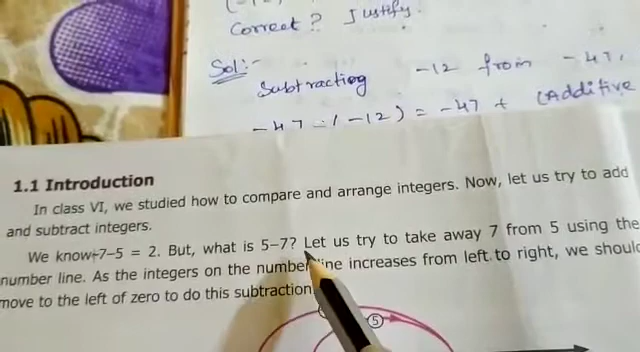 Correct? Justify.
Sol:-
Subtracting -12 from -47.
-47 - (-12) = -47 + (Additive
1.1 Introduction
In class VI, we studied how to compare and arrange integers. Now, let us try to add
and subtract integers.
We know 7–5 = 2. But, what is 5–7? Let us try to take away 7 from 5 using the
number line. As the integers on the number line increases from left to right, we should
move to the left of zero to do this subtraction
5